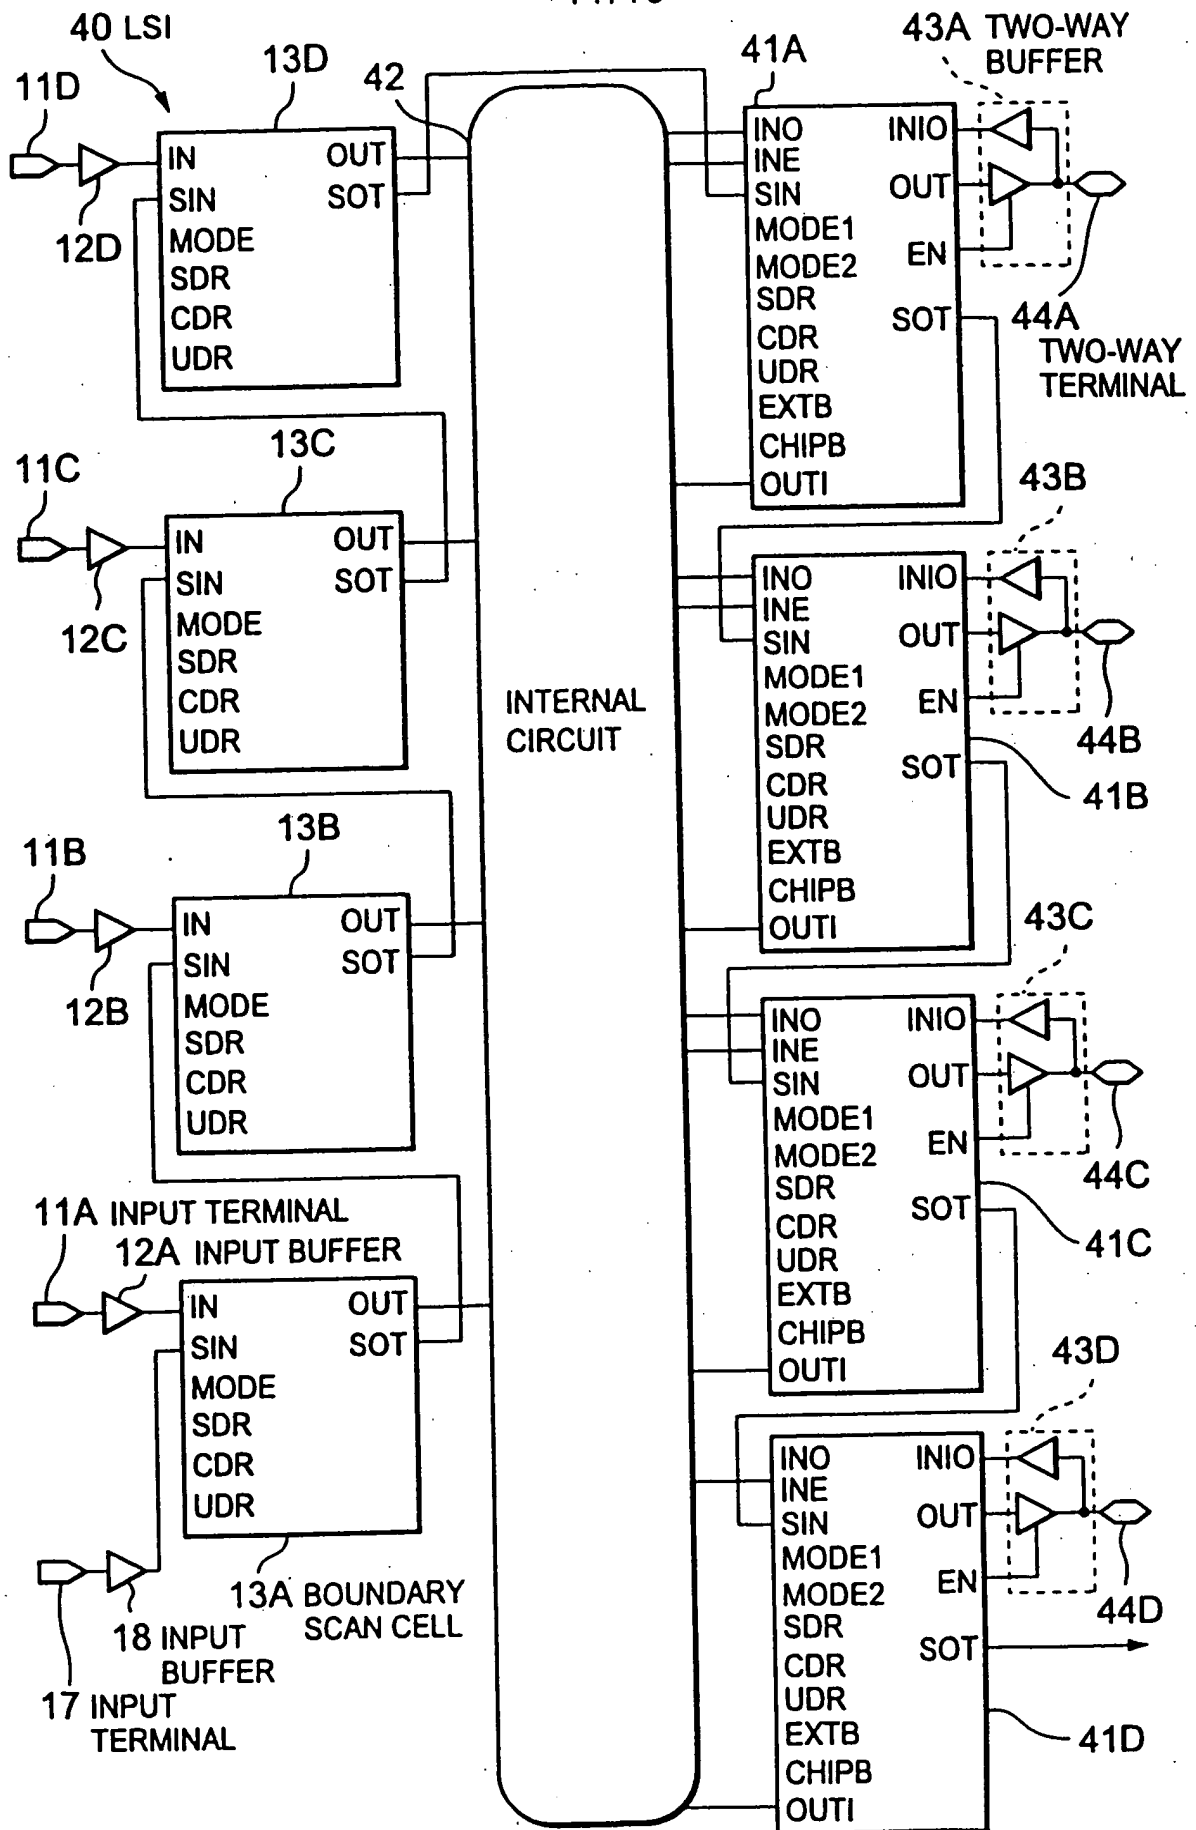 40 LSI
11D
13D
42
12D
IN
SIN
MODE
SDR
CDR
UDR
OUT
SOT
11C
13C
12C
IN
SIN
MODE
SDR
CDR
UDR
OUT
SOT
11B
13B
12B
IN
SIN
MODE
SDR
CDR
UDR
OUT
SOT
11A INPUT TERMINAL
12A INPUT BUFFER
IN
SIN
MODE
SDR
CDR
UDR
OUT
SOT
13A BOUNDARY
SCAN CELL
18 INPUT
BUFFER
17 INPUT
TERMINAL
INTERNAL
CIRCUIT
41A
43A TWO-WAY
BUFFER
INO
INE
SIN
MODE1
MODE2
SDR
CDR
UDR
EXTB
CHIPB
OUTI
INIO
OUT
EN
SOT
44A
TWO-WAY
TERMINAL
43B
INO
INE
SIN
MODE1
MODE2
SDR
CDR
UDR
EXTB
CHIPB
OUTI
INIO
OUT
EN
SOT
44B
41B
43C
INO
INE
SIN
MODE1
MODE2
SDR
CDR
UDR
EXTB
CHIPB
OUTI
INIO
OUT
EN
SOT
44C
41C
43D
INO
INE
SIN
MODE1
MODE2
SDR
CDR
UDR
EXTB
CHIPB
OUTI
INIO
OUT
EN
SOT
44D
41D